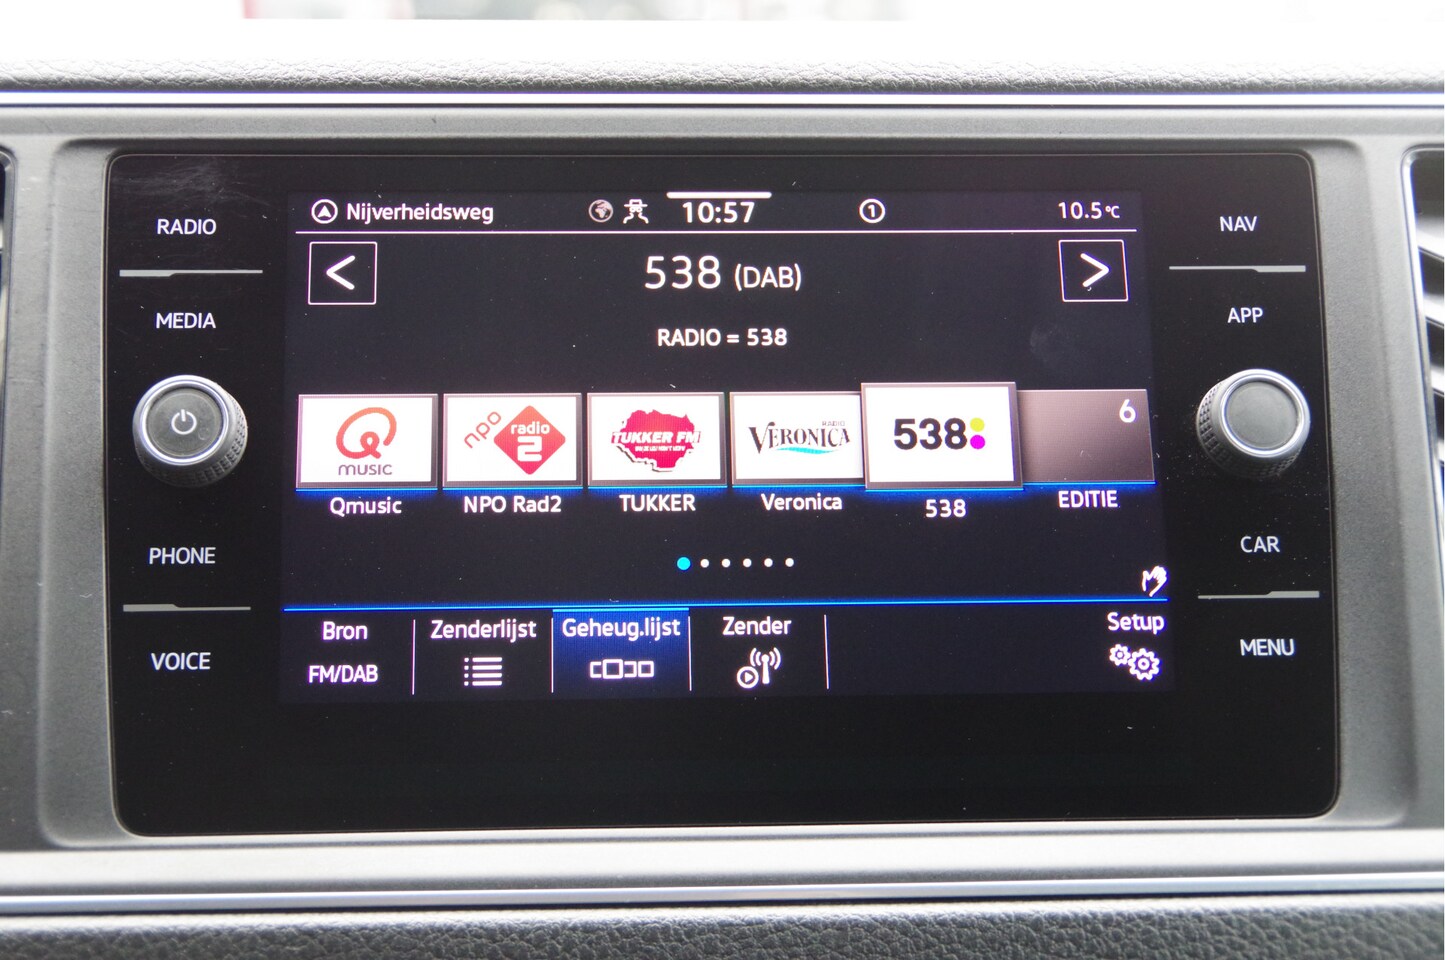 RADIO
MEDIA
PHONE
VOICE
Nijverheidsweg
10:57
1
10.5°C
538 (DAB)
RADIO = 538
Q MUSIC
npo radio 2
TUKKER FM
RADIO VERONICA
538
6
Qmusic
NPO Rad2
TUKKER
Veronica
538
EDITIE
Bron
FM/DAB
Zenderlijst
Geheug.lijst
Zender
Setup
NAV
APP
CAR
MENU